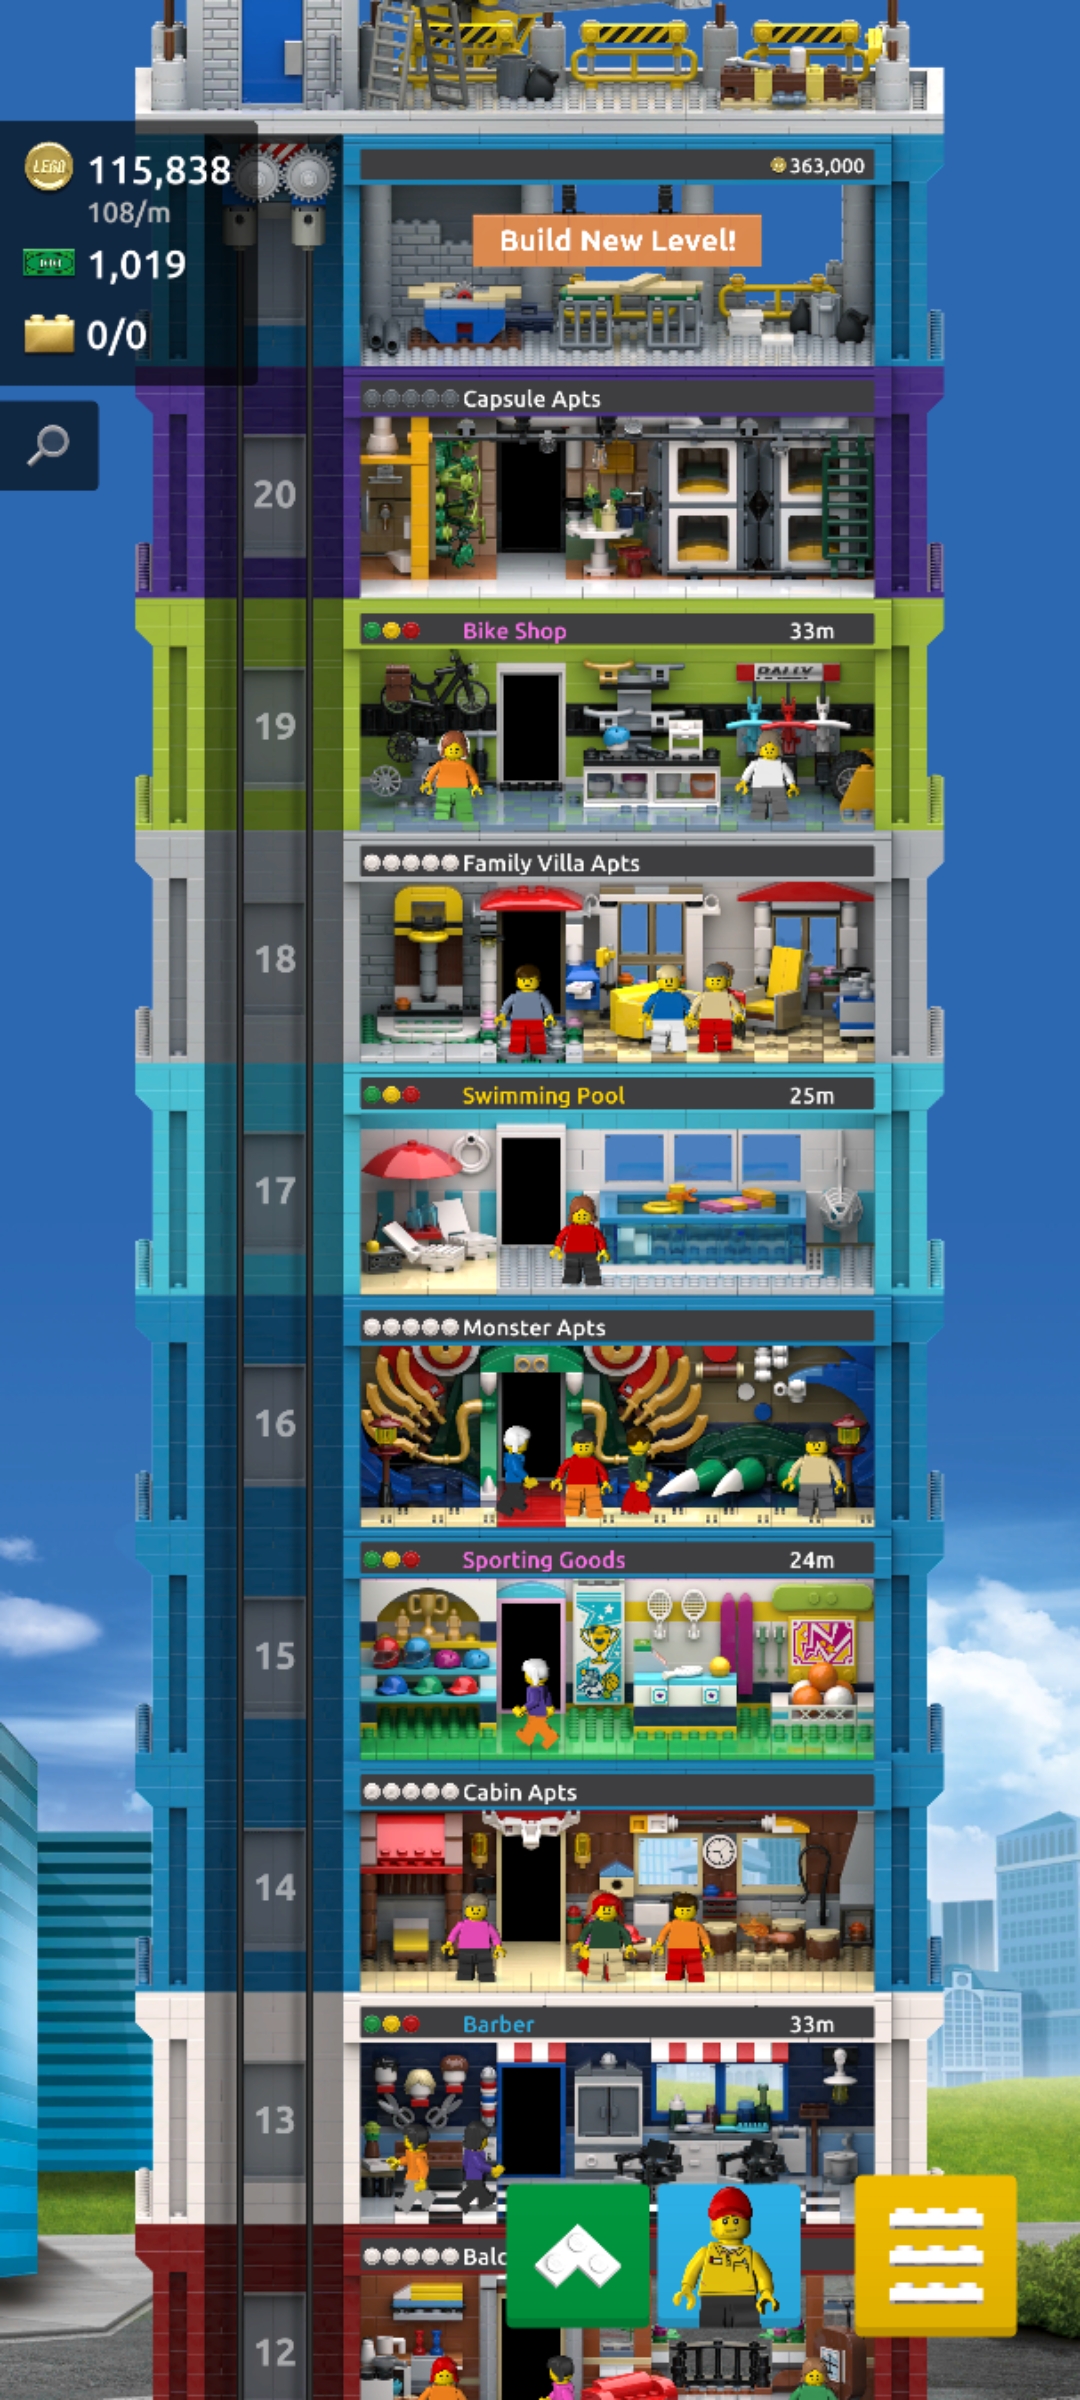 LEGO 115,838
108/m
1,019
0/0
363,000
Build New Level!
Capsule Apts
20
Bike Shop 33m
RALLY
19
Family Villa Apts
18
Swimming Pool 25m
17
Monster Apts
16
Sporting Goods 24m
N
15
Cabin Apts
14
Barber 33m
13
Balc
12